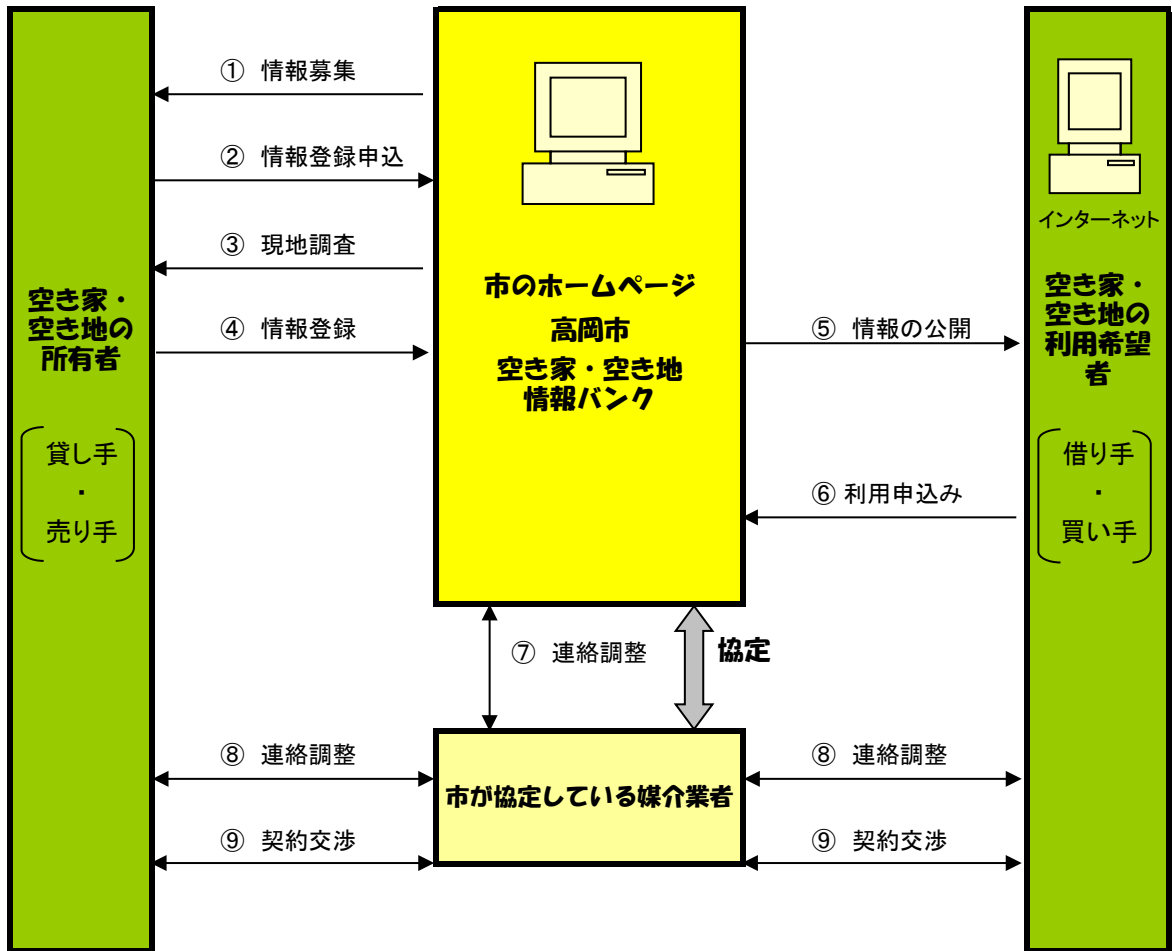 ① 情報募集
② 情報登録申込
③ 現地調査
④ 情報登録
空き家・
空き地の
所有者
貸し手
・
売り手
市のホームページ
高岡市
空き家・空き地
情報バンク
インターネット
空き家・
空き地の
利用希望
者
借り手
・
買い手
⑤ 情報の公開
⑥ 利用申込み
⑦ 連絡調整
協定
市が協定している媒介業者
⑧ 連絡調整
⑨ 契約交渉
⑧ 連絡調整
⑨ 契約交渉